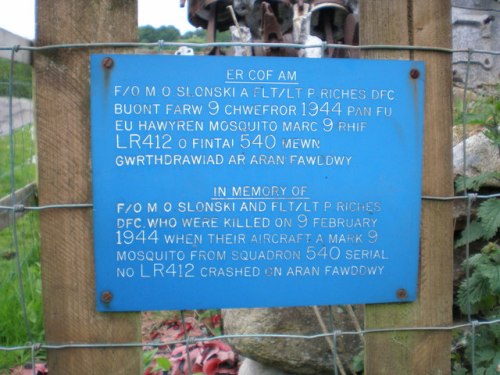 ER COF AM
F/O M O SLONSKI A FLT/LT P RICHES DFC
BUONT FARW 9 CHWEFROR 1944 PAN FU
EU HAWYREN MOSQUITO MARC 9 RHIF
LR412 O FINTAI 540 MEWN
GWRTHDRAWIAD AR ARAN FAWLDWY
IN MEMORY OF
F/O M O SLONSKI AND FLT/LT P RICHES
DFC. WHO WERE KILLED ON 9 FEBRUARY
1944 WHEN THEIR AIRCRAFT A MARK 9
MOSQUITO FROM SQUADRON 540 SERIAL
NO LR412 CRASHED ON ARAN FAWDDWY